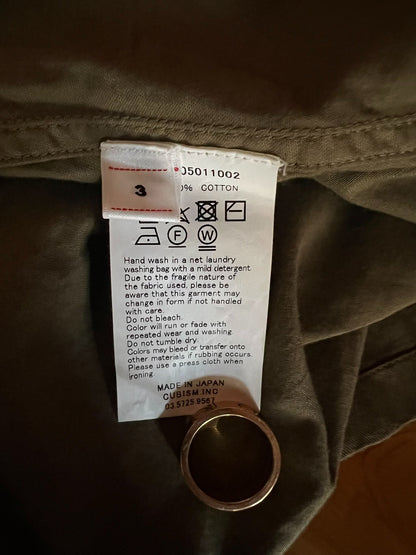 05011002
3
0% COTTON
F W
Hand wash in a net laundry
washing bag with a mild detergent.
Due to the fragile nature of
the fabric used, please be
aware that this garment may
change in form if not handled
with care.
Do not bleach.
Color will run or fade with
repeated wear and washing.
Do not tumble dry.
Colors may bleed or transfer onto
other materials if rubbing occurs.
Please use a press cloth when
ironing.
MADE IN JAPAN
CUBISM.INC
03.5725.9567